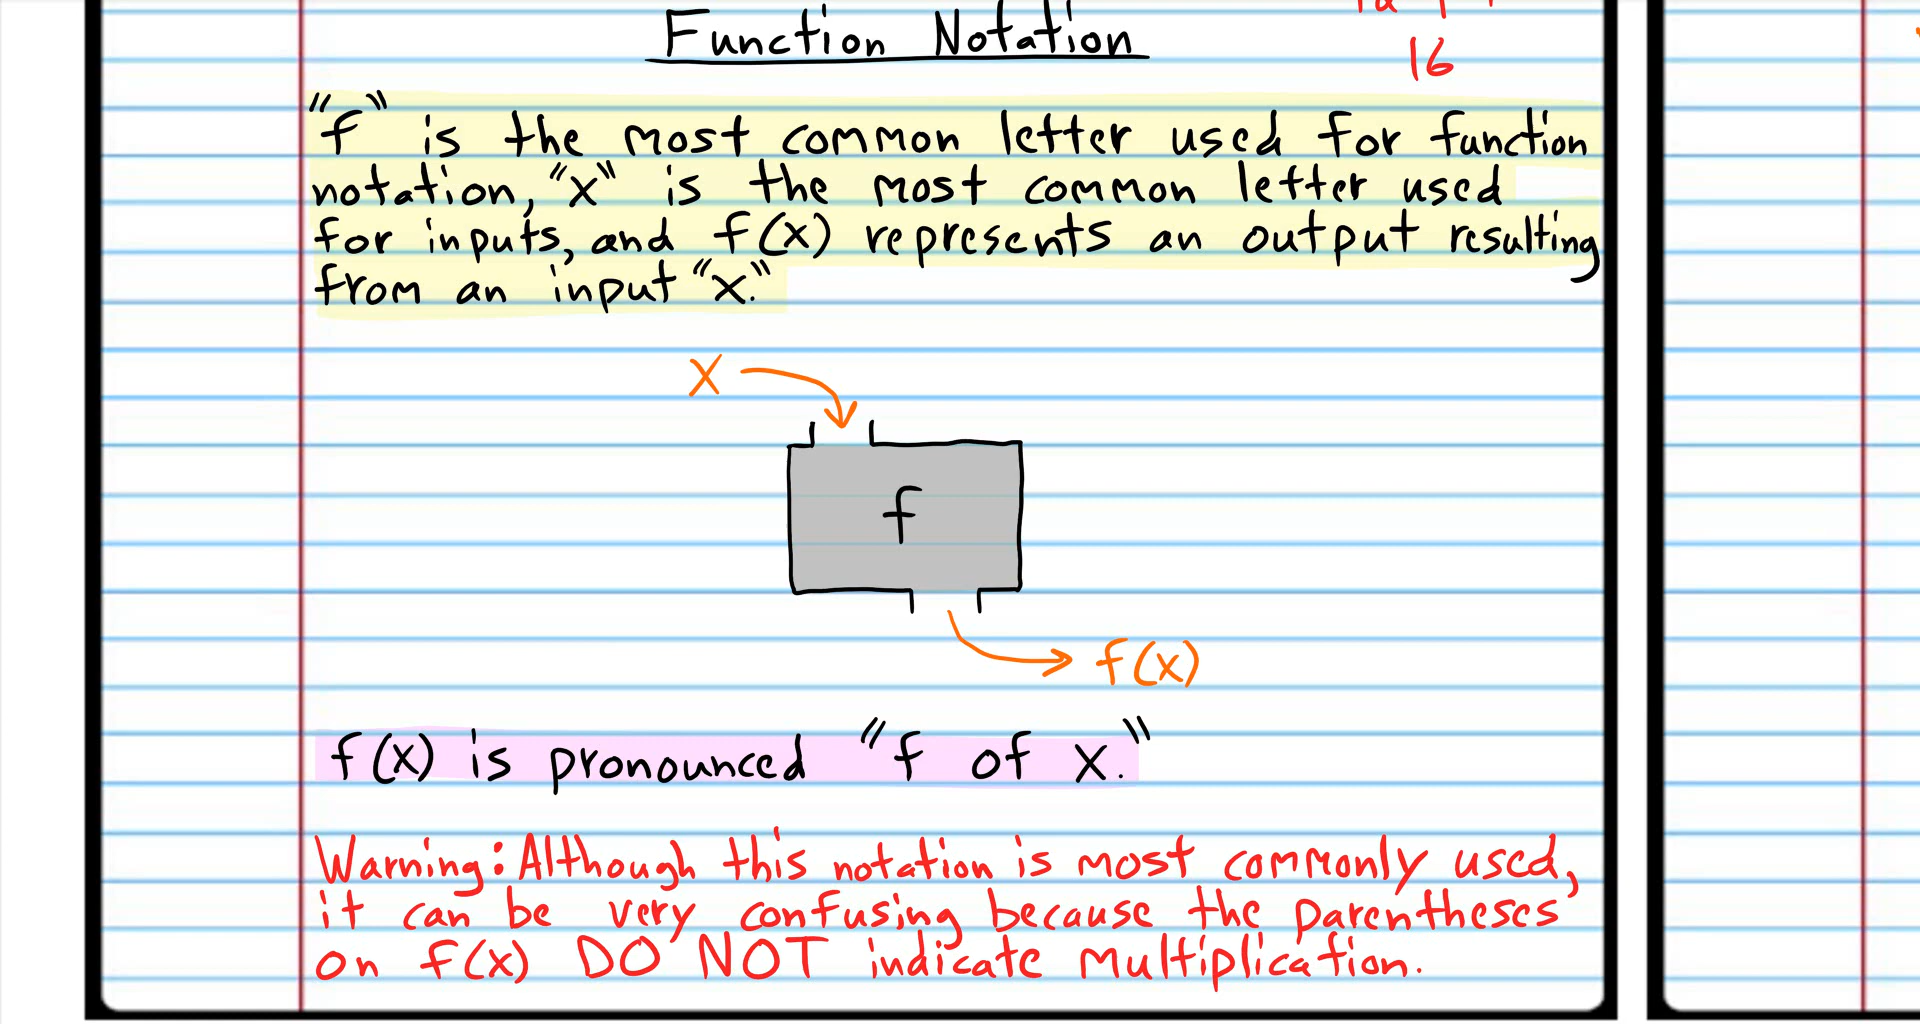 Function Notation
16
"f" is the most common letter used for function
notation, "x" is the most common letter used
for inputs, and f(x) represents an output resulting
from an input "x."
x
f
f(x)
f(x) is pronounced "f of x."
Warning: Although this notation is most commonly used,
it can be very confusing because the parentheses
on f(x) DO NOT indicate multiplication.